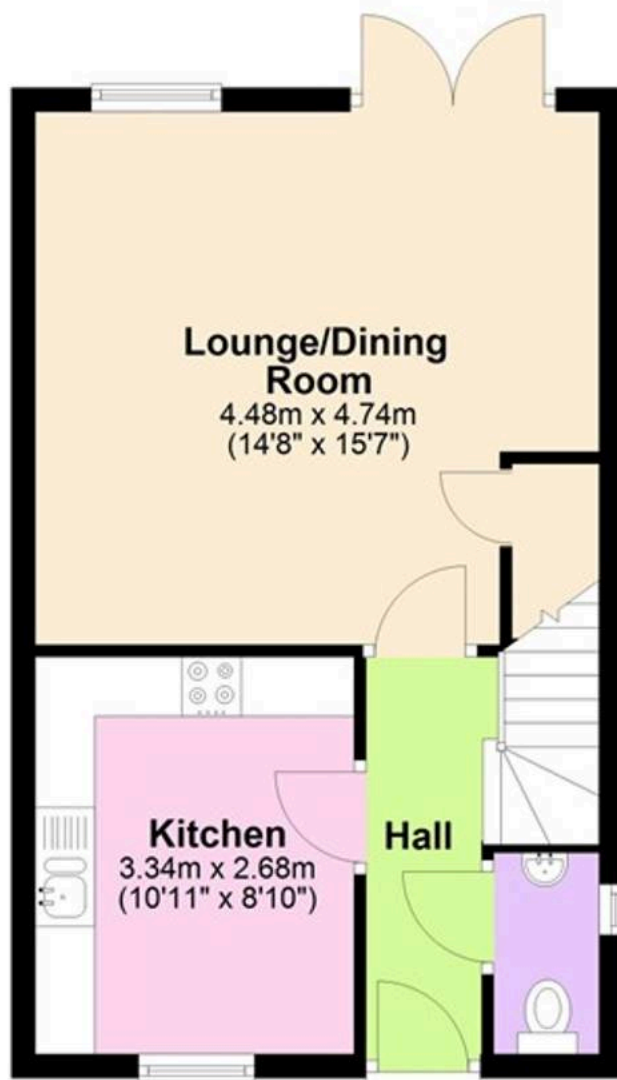 Lounge/Dining
Room
4.48m x 4.74m
(14'8" x 15'7")
Kitchen
3.34m x 2.68m
(10'11" x 8'10")
Hall